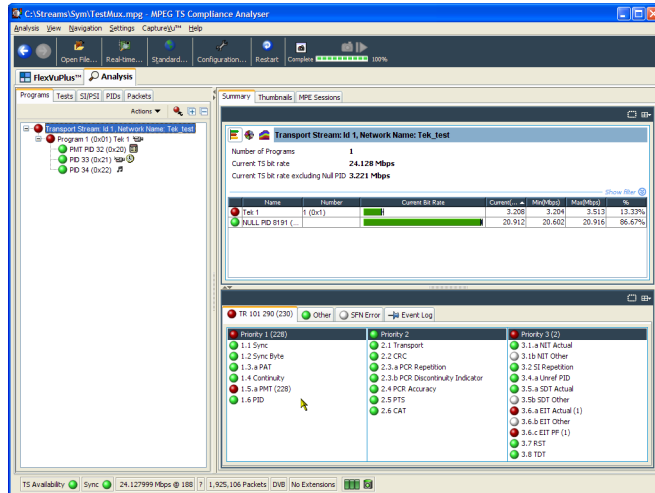 C:\Streams\Sym\TestMux.mpg - MPEG TS Compliance Analyser
Analysis View Navigation Settings CaptureVu™ Help
Open File... Real-time... Standard... Configuration... Restart Complete 100%
FlexVuPlus™ Analysis
Programs Tests SI/PSI PIDs Packets
Actions
Transport Stream: Id 1, Network Name: Tek_test
Program 1 (0x01) Tek 1
PMT PID 32 (0x20)
PID 33 (0x21)
PID 34 (0x22)
Summary Thumbnails MPE Sessions
Transport Stream: Id 1, Network Name: Tek_test
Number of Programs 1
Current TS bit rate 24.128 Mbps
Current TS bit rate excluding Null PID 3.221 Mbps
Show filter
Name Number Current Bit Rate Current(... Min(Mbps) Max(Mbps) %
Tek 1 1 (0x1) 3.208 3.204 3.513 13.33%
NULL PID 8191 (... 20.912 20.602 20.916 86.67%
TR 101 290 (230) Other SFN Error Event Log
Priority 1 (228) Priority 2 Priority 3 (2)
1.1 Sync 2.1 Transport 3.1.a NIT Actual
1.2 Sync Byte 2.2 CRC 3.1b NIT Other
1.3.a PAT 2.3.a PCR Repetition 3.2 SI Repetition
1.4 Continuity 2.3.b PCR Discontinuity Indicator 3.4.a Unref PID
1.5.a PMT (228) 2.4 PCR Accuracy 3.5.a SDT Actual
1.6 PID 2.5 PTS 3.5b SDT Other
2.6 CAT 3.6.a EIT Actual (1)
3.6.b EIT Other
3.6.c EIT PF (1)
3.7 RST
3.8 TDT
TS Availability Sync 24.127999 Mbps @ 188 ? 1,925,106 Packets DVB No Extensions